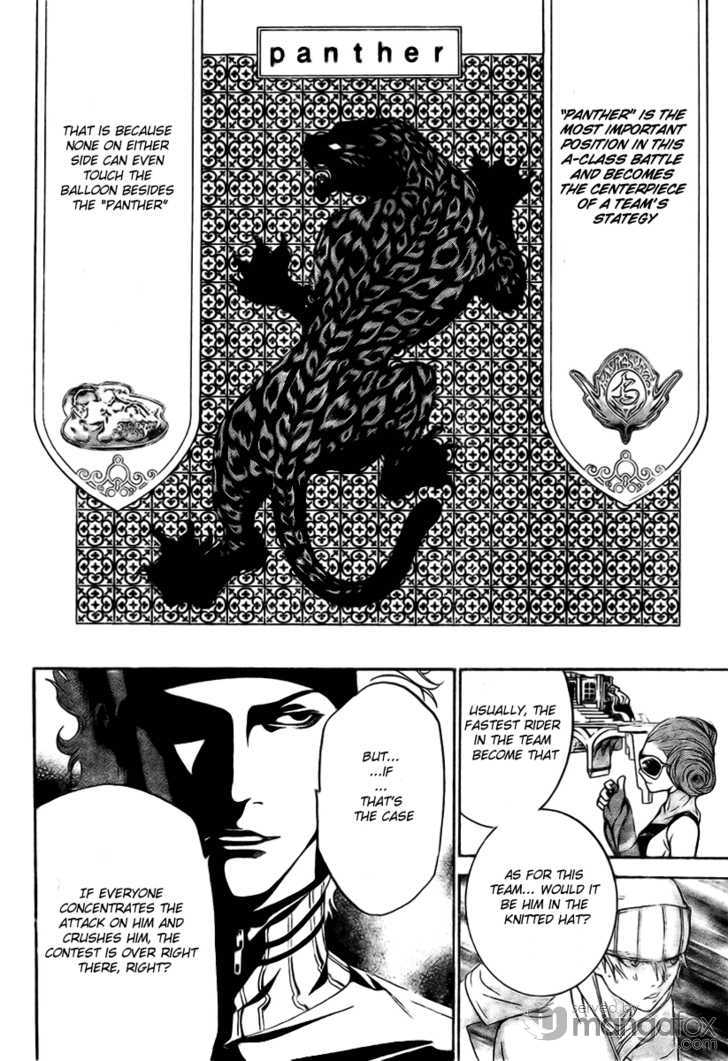 panther
"PANTHER" IS THE
MOST IMPORTANT
POSITION IN THIS
A-CLASS BATTLE
AND BECOMES
THE CENTERPIECE
OF A TEAM'S
STATEGY
THAT IS BECAUSE
NONE ON EITHER
SIDE CAN EVEN
TOUCH THE
BALLOON BESIDES
THE "PANTHER"
USUALLY, THE
FASTEST RIDER
IN THE TEAM
BECOME THAT
AS FOR THIS
TEAM... WOULD IT
BE HIM IN THE
KNITTED HAT?
BUT...
...IF
...
THAT'S
THE CASE
IF EVERYONE
CONCENTRATES THE
ATTACK ON HIM AND
CRUSHES HIM, THE
CONTEST IS OVER RIGHT
THERE, RIGHT?
served by
mangafox
.com